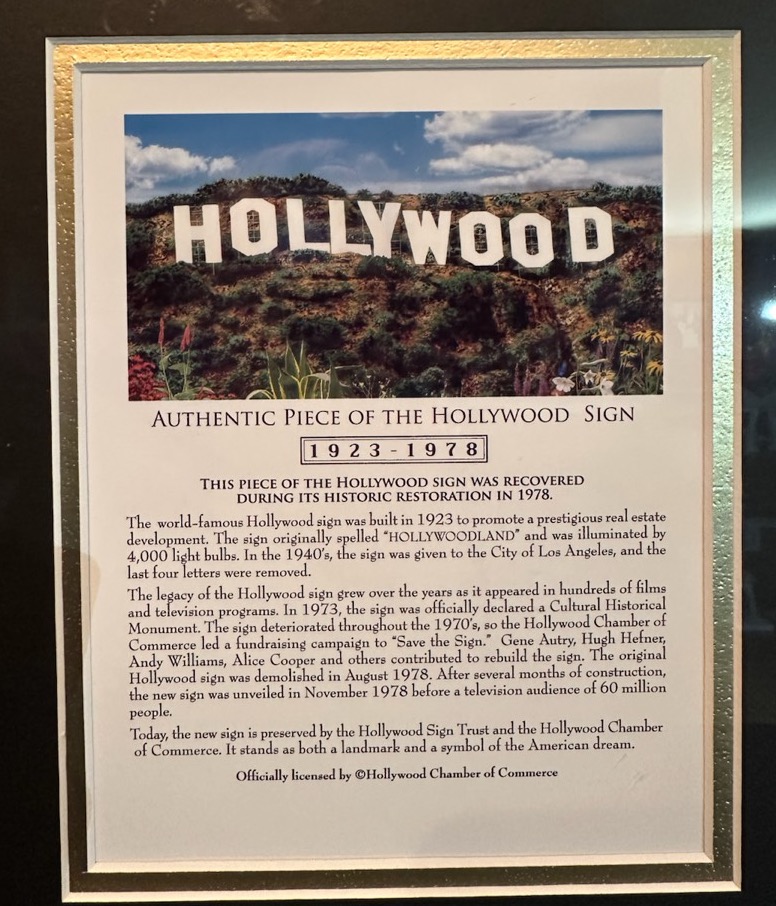 HOLLYWOOD
AUTHENTIC PIECE OF THE HOLLYWOOD SIGN
1923-1978
THIS PIECE OF THE HOLLYWOOD SIGN WAS RECOVERED
DURING ITS HISTORIC RESTORATION IN 1978.
The world-famous Hollywood sign was built in 1923 to promote a prestigious real estate
development. The sign originally spelled “HOLLYWOODLAND” and was illuminated by
4,000 light bulbs. In the 1940’s, the sign was given to the City of Los Angeles, and the
last four letters were removed.
The legacy of the Hollywood sign grew over the years as it appeared in hundreds of films
and television programs. In 1973, the sign was officially declared a Cultural Historical
Monument. The sign deteriorated throughout the 1970’s, so the Hollywood Chamber of
Commerce led a fundraising campaign to “Save the Sign.” Gene Autry, Hugh Hefner,
Andy Williams, Alice Cooper and others contributed to rebuild the sign. The original
Hollywood sign was demolished in August 1978. After several months of construction,
the new sign was unveiled in November 1978 before a television audience of 60 million
people.
Today, the new sign is preserved by the Hollywood Sign Trust and the Hollywood Chamber
of Commerce. It stands as both a landmark and a symbol of the American dream.
Officially licensed by ©Hollywood Chamber of Commerce